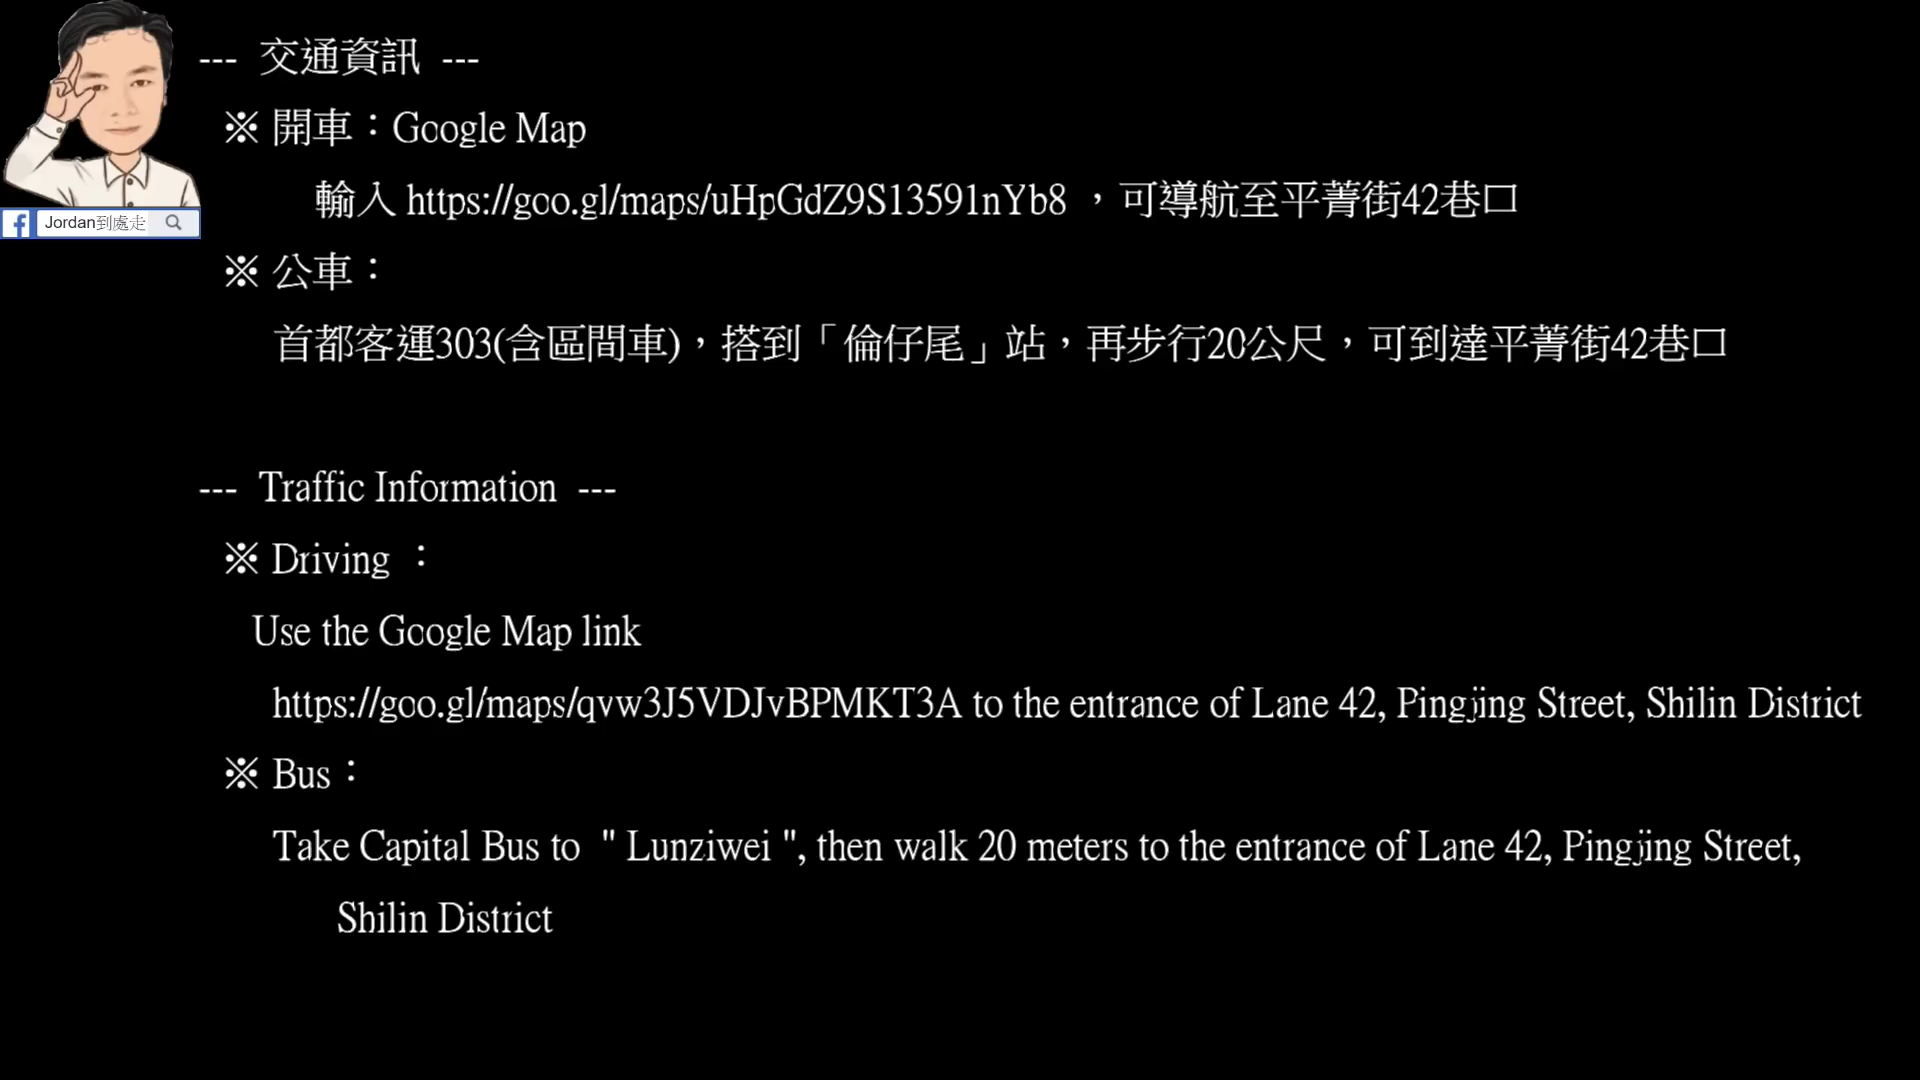 --- 交通資訊 ---
※ 開車：Google Map
輸入 https://goo.gl/maps/uHpGdZ9S13591nYb8 ，可導航至平菁街42巷口
Jordan到處走
※ 公車：
首都客運303(含區間車)，搭到「倫仔尾」站，再步行20公尺，可到達平菁街42巷口
--- Traffic Information ---
※ Driving ：
Use the Google Map link
https://goo.gl/maps/qvw3J5VDJvBPMKT3A to the entrance of Lane 42, Pingjing Street, Shilin District
※ Bus：
Take Capital Bus to " Lunziwei ", then walk 20 meters to the entrance of Lane 42, Pingjing Street,
Shilin District